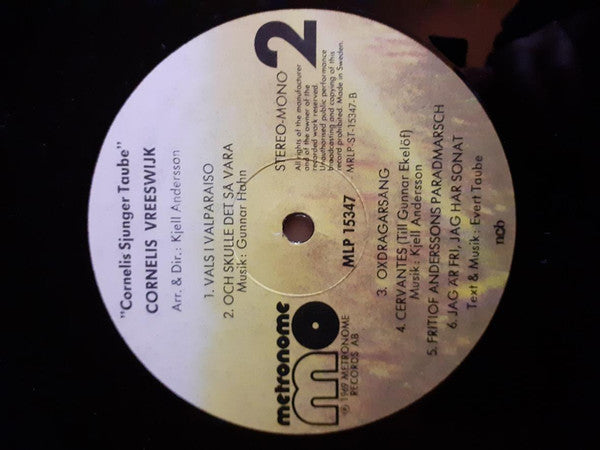 "Cornelis Sjunger Taube"
CORNELIS VREESWIJK
Arr. & Dir.: Kjell Andersson
1. VALS I VALPARAISO
2. OCH SKULLE DET SÅ VARA
Musik: Gunnar Hahn
STEREO-MONO
2
All rights of the manufacturer
and of the owner of the
recorded work reserved.
Unauthorised public performance
broadcasting and copying of this
record prohibited. Made in Sweden.
MRLP-ST-15347-B
metronome
mo
℗ 1969 METRONOME
RECORDS AB
MLP 15347
3. OXDRAGARSÅNG
4. CERVANTES (Till Gunnar Ekelöf)
Musik: Kjell Andersson
5. FRITIOF ANDERSSONS PARADMARSCH
6. JAG ÄR FRI, JAG HAR SONAT
Text & Musik: Evert Taube
ncb